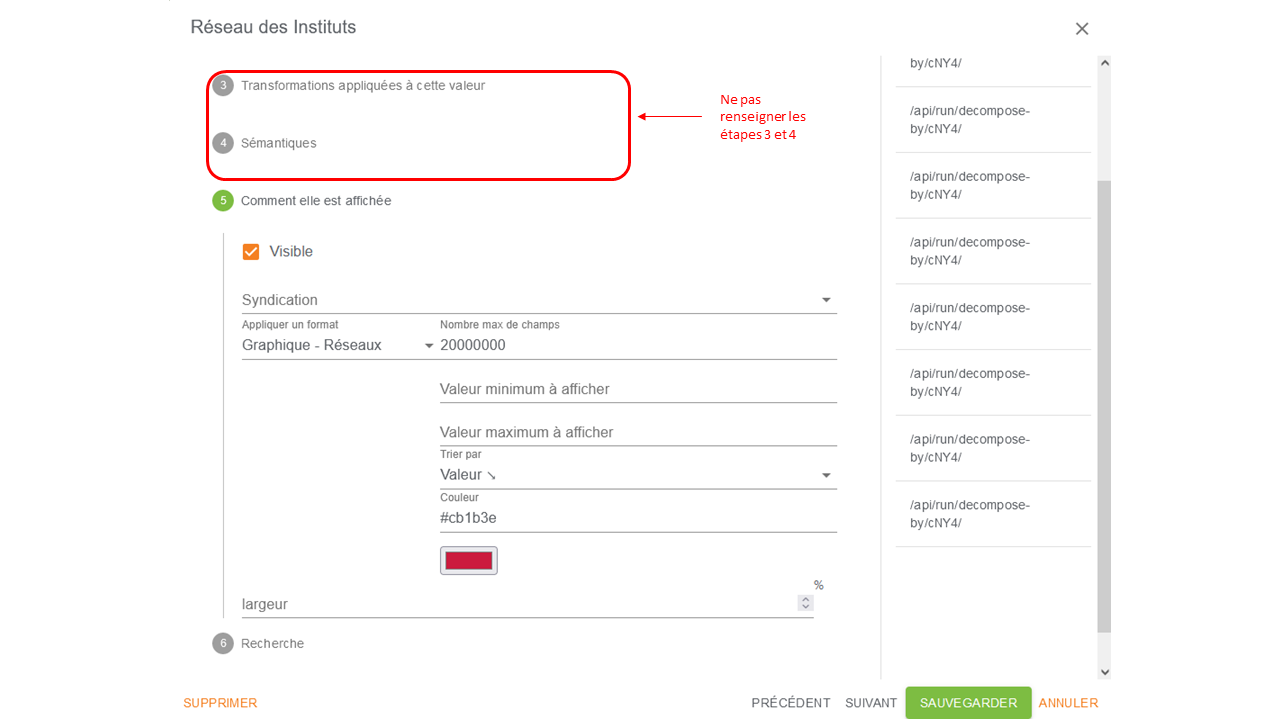 Réseau des Instituts
3 Transformations appliquées à cette valeur
4 Sémantiques
Ne pas
renseigner les
étapes 3 et 4
5 Comment elle est affichée
Visible
Syndication
Appliquer un format
Graphique - Réseaux
Nombre max de champs
20000000
Valeur minimum à afficher
Valeur maximum à afficher
Trier par
Valeur ↘
Couleur
#cb1b3e
%
largeur
6 Recherche
by/cNY4/
/api/run/decompose-
by/cNY4/
/api/run/decompose-
by/cNY4/
/api/run/decompose-
by/cNY4/
/api/run/decompose-
by/cNY4/
/api/run/decompose-
by/cNY4/
/api/run/decompose-
by/cNY4/
/api/run/decompose-
by/cNY4/
SUPPRIMER
PRÉCÉDENT SUIVANT SAUVEGARDER ANNULER